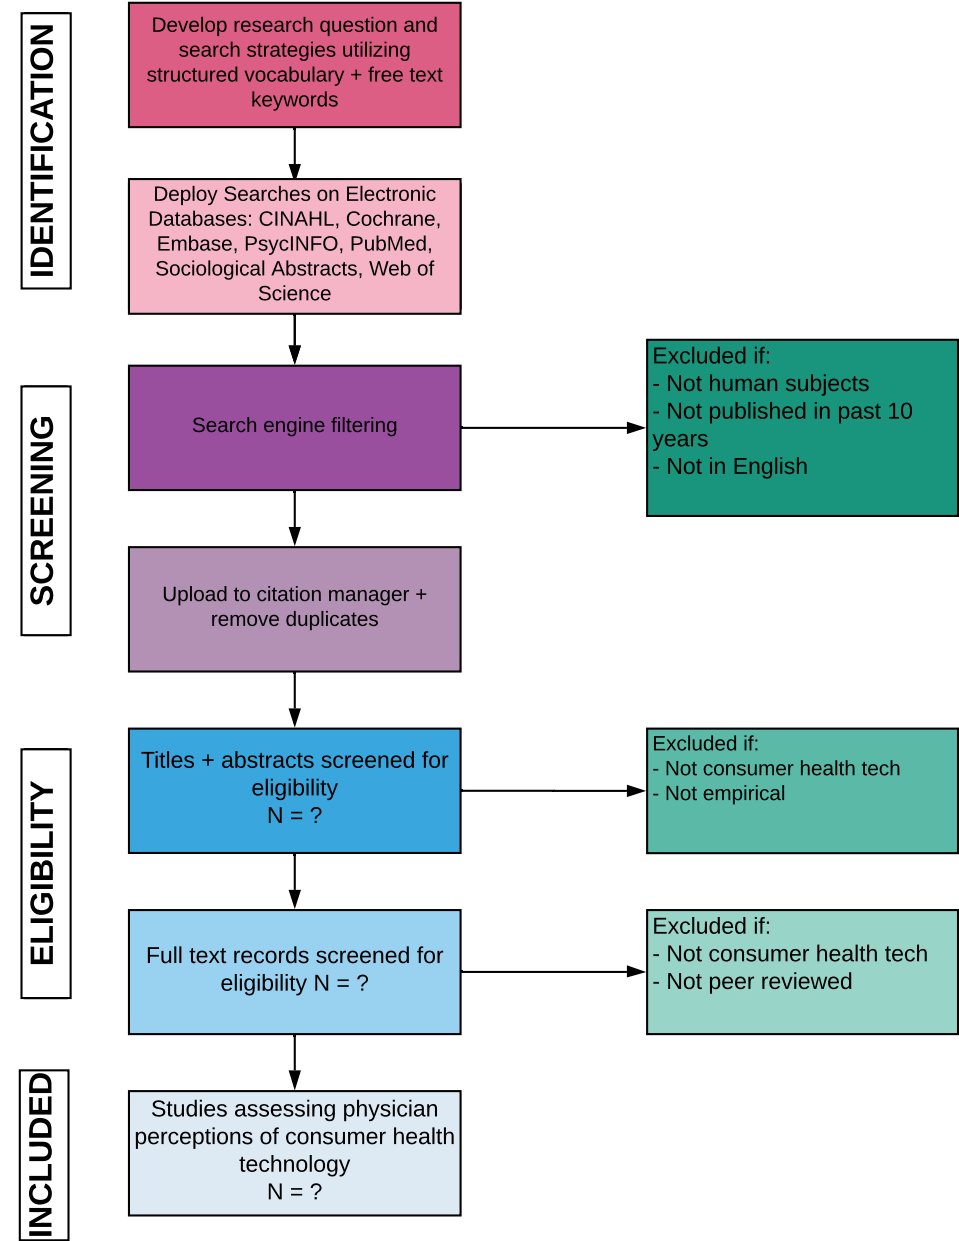 IDENTIFICATION
Develop research question and
search strategies utilizing
structured vocabulary + free text
keywords
Deploy Searches on Electronic
Databases: CINAHL, Cochrane,
Embase, PsycINFO, PubMed,
Sociological Abstracts, Web of
Science
SCREENING
Search engine filtering
Excluded if:
- Not human subjects
- Not published in past 10
years
- Not in English
Upload to citation manager +
remove duplicates
ELIGIBILITY
Titles + abstracts screened for
eligibility
N = ?
Excluded if:
- Not consumer health tech
- Not empirical
Full text records screened for
eligibility N = ?
Excluded if:
- Not consumer health tech
- Not peer reviewed
INCLUDED
Studies assessing physician
perceptions of consumer health
technology
N = ?